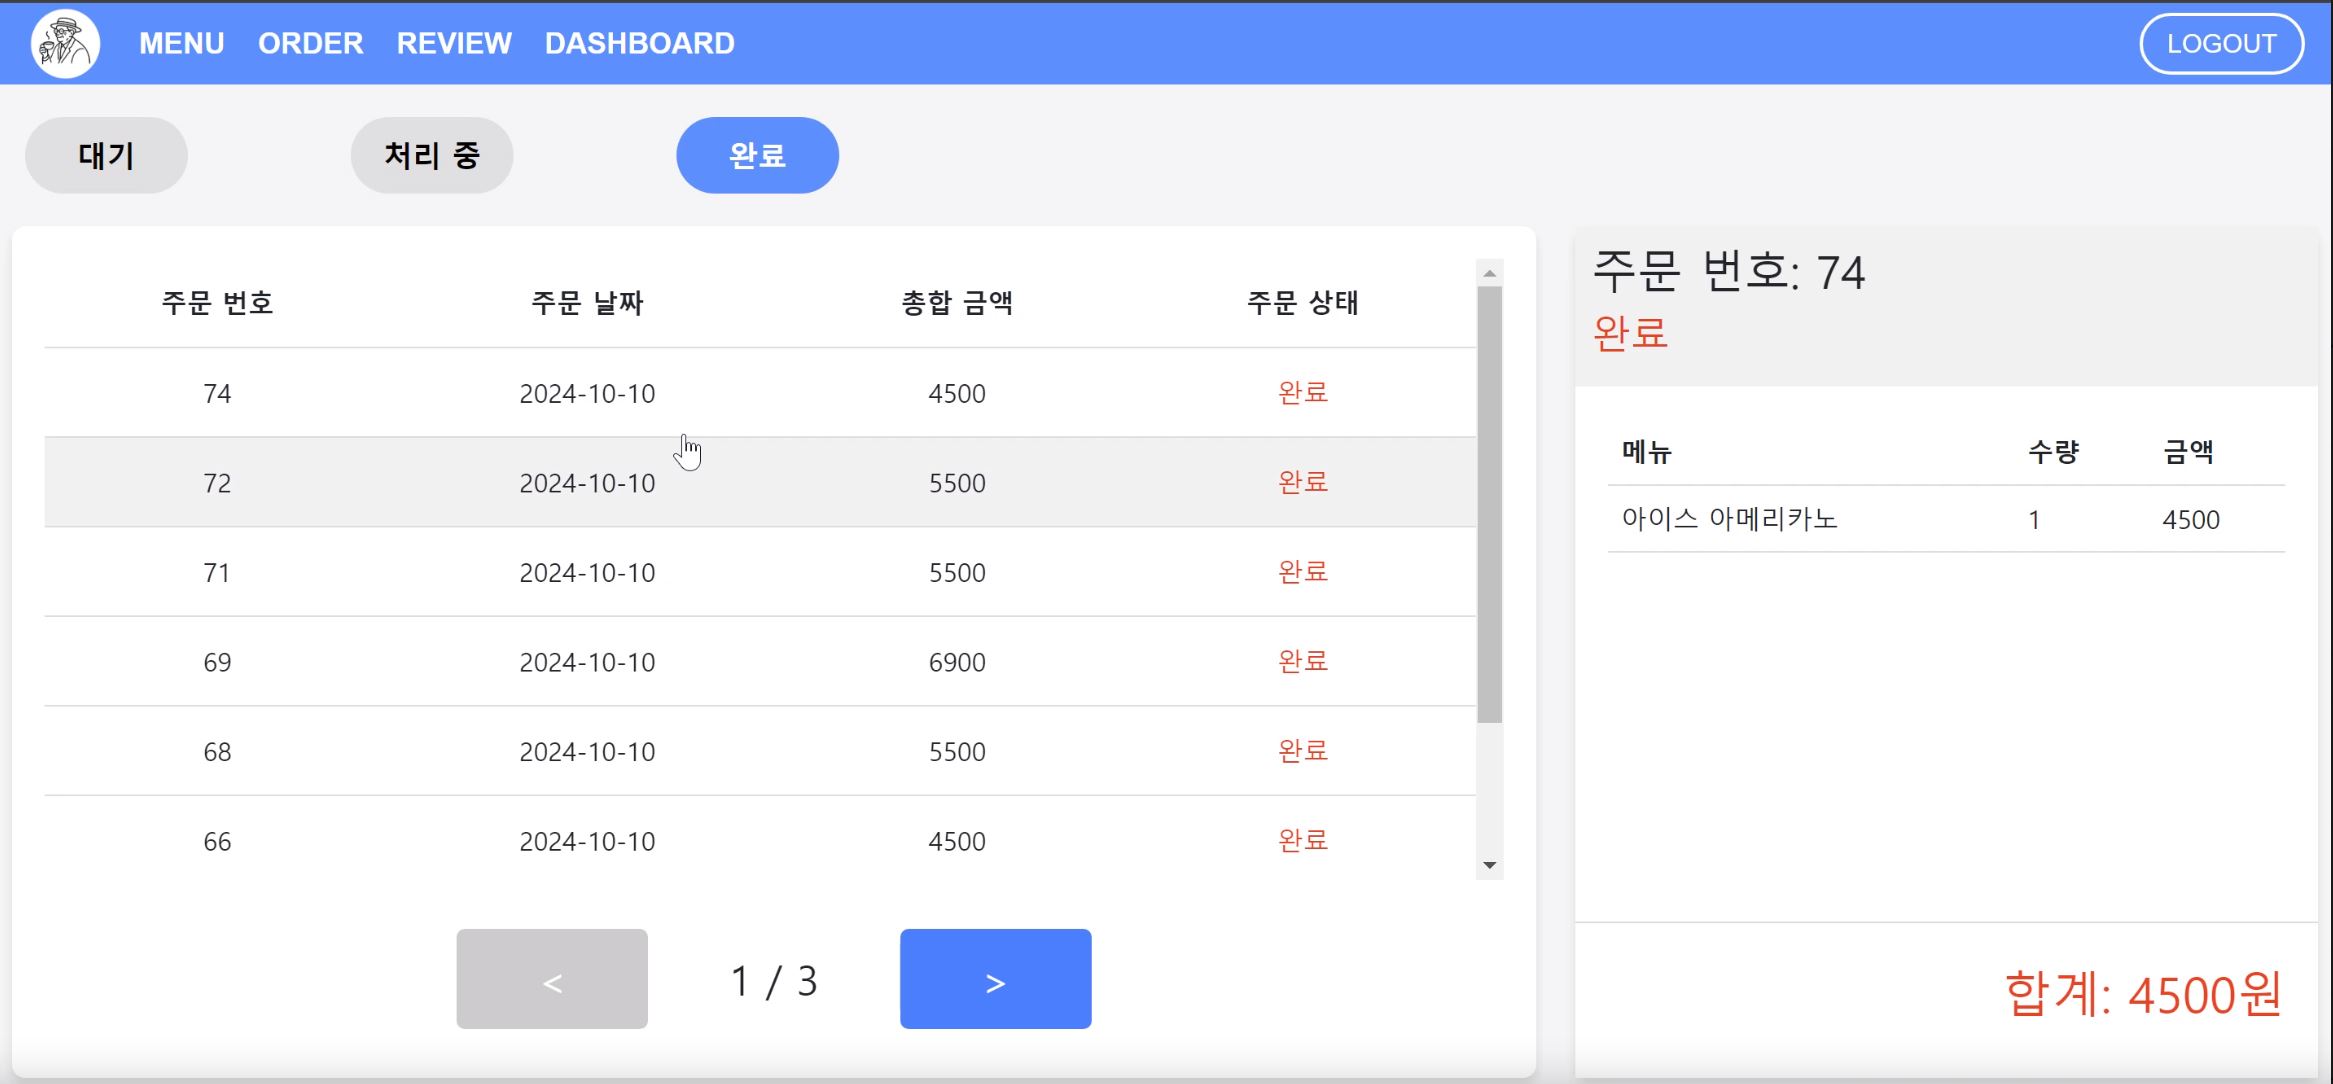 MENU ORDER REVIEW DASHBOARD LOGOUT
대기 처리 중 완료
주문 번호 주문 날짜 총합 금액 주문 상태
74 2024-10-10 4500 완료
72 2024-10-10 5500 완료
71 2024-10-10 5500 완료
69 2024-10-10 6900 완료
68 2024-10-10 5500 완료
66 2024-10-10 4500 완료
< 1 / 3 >
주문 번호: 74
완료
메뉴 수량 금액
아이스 아메리카노 1 4500
합계: 4500원